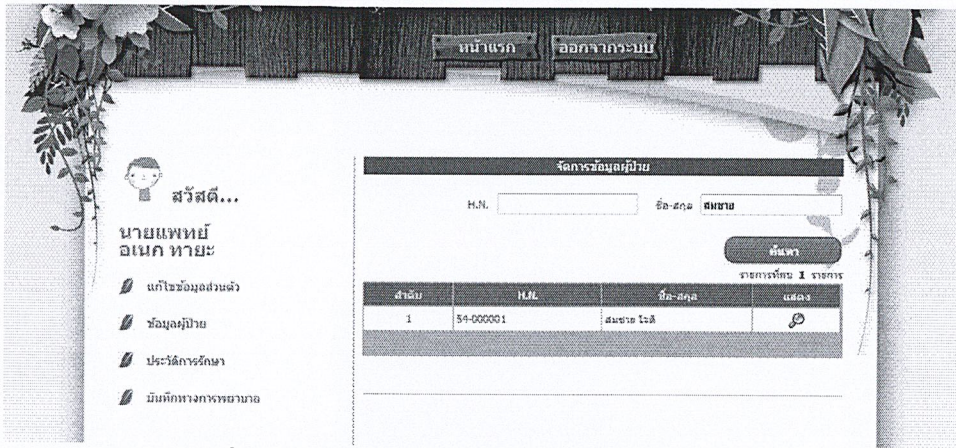 หน้าแรก ออกจากระบบ
จัดการข้อมูลผู้ป่วย
H.N. ชื่อ-สกุล สมชาย
ค้นหา
รายการที่พบ 1 รายการ
ลำดับ H.N. ชื่อ-สกุล แสดง
1 54-000001 สมชาย ใจดี
สวัสดี...
นายแพทย์
อเนก ทายะ
แก้ไขข้อมูลส่วนตัว
ข้อมูลผู้ป่วย
ประวัติการรักษา
บันทึกทางการพยาบาล